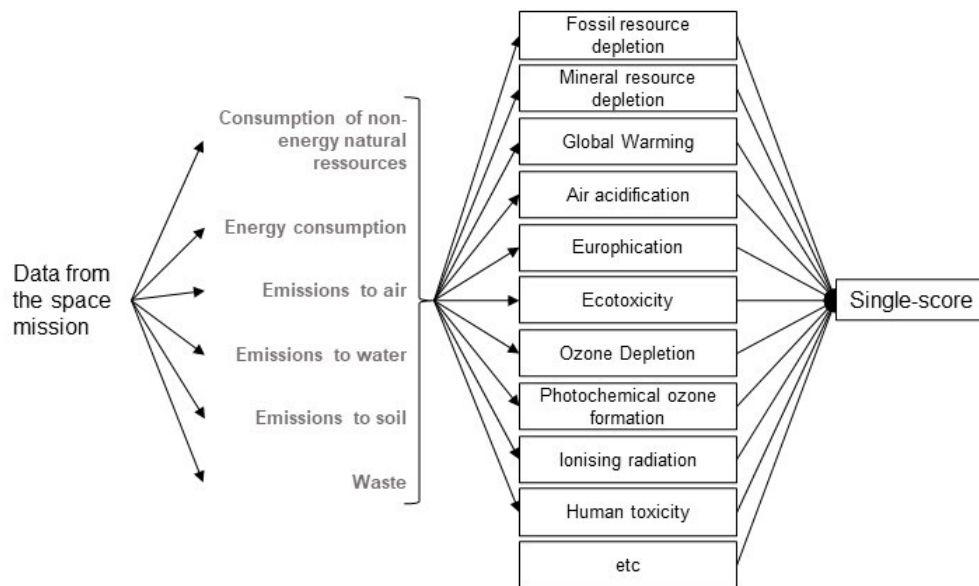 Data from
the space
mission
Consumption of non-
energy natural
ressources
Energy consumption
Emissions to air
Emissions to water
Emissions to soil
Waste
Fossil resource
depletion
Mineral resource
depletion
Global Warming
Air acidification
Europhication
Ecotoxicity
Ozone Depletion
Photochemical ozone
formation
Ionising radiation
Human toxicity
etc
Single-score